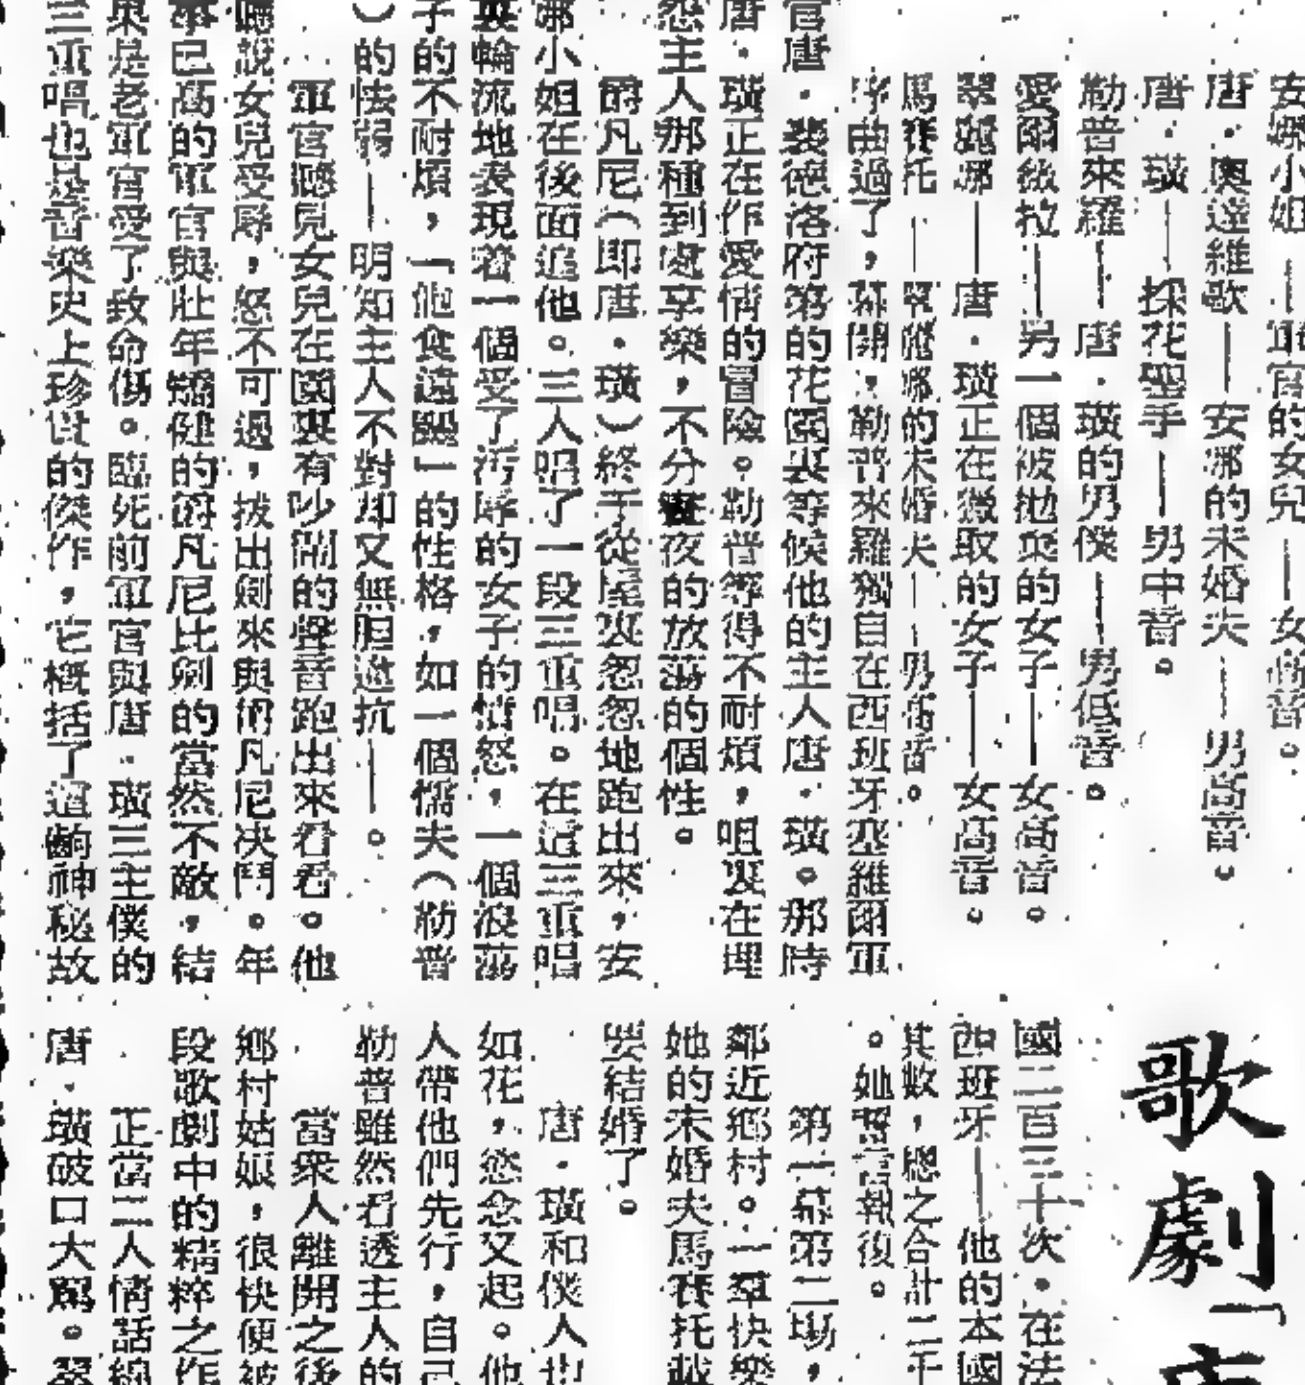 安娜小姐——軍官的女兒——女高音。
唐．奧達維歌——安娜的未婚夫——男高音。
唐．璜——採花聖手——男中音。
勒普來羅——唐．璜的男僕——男低音。
愛爾綴拉——另一個被拋棄的女子——女高音。
翠麗娜——唐．璜正在獵取的女子——女高音。
馬賽托——翠麗娜的未婚夫——男高音。
序曲過了，幕開，勒普來羅獨自在西班牙塞維爾軍
官唐．裴德洛府第的花園裏等候他的主人唐．璜。那時
唐．璜正在作愛情的冒險。勒普等得不耐煩，咀裏在埋
怨主人那種到處享樂，不分晝夜的放蕩的個性。
爵凡尼（即唐．璜）終于從屋裏怱怱地跑出來，安
娜小姐在後面追他。三人唱了一段三重唱。在這三重唱
裏輪流地表現着一個受了污辱的女子的憤怒，一個浪蕩
子的不耐煩，「他食遠颺」的性格，如一個懦夫（勒普
）的怯弱——明知主人不對却又無胆違抗——。
軍官聽見女兒在園裏有吵鬧的聲音跑出來看看。他
聽說女兒受辱，怒不可遏，拔出劍來與爵凡尼决鬥。年
事已高的軍官與壯年矯健的爵凡尼比劍的當然不敵，結
果是老軍官受了致命傷。臨死前軍官與唐．璜三主僕的
三重唱也是音樂史上珍世的傑作，它概括了這齣神秘故
歌劇「
國二百三十次，在法
西班牙——他的本國
其數，總之合計二千
。她要當報復。
第一幕第二場，
鄰近鄉村。一羣快樂
她的未婚夫馬賽托
要結婚了。
唐．璜和僕人也
如花，慾念又起。他
人帶他們先行，自己
勒普雖然看透主人的
當衆人離開之後
鄉村姑娘，很快便被
段歌劇中的精粹之作
正當二人情話綿
唐．璜破口大駡。翠